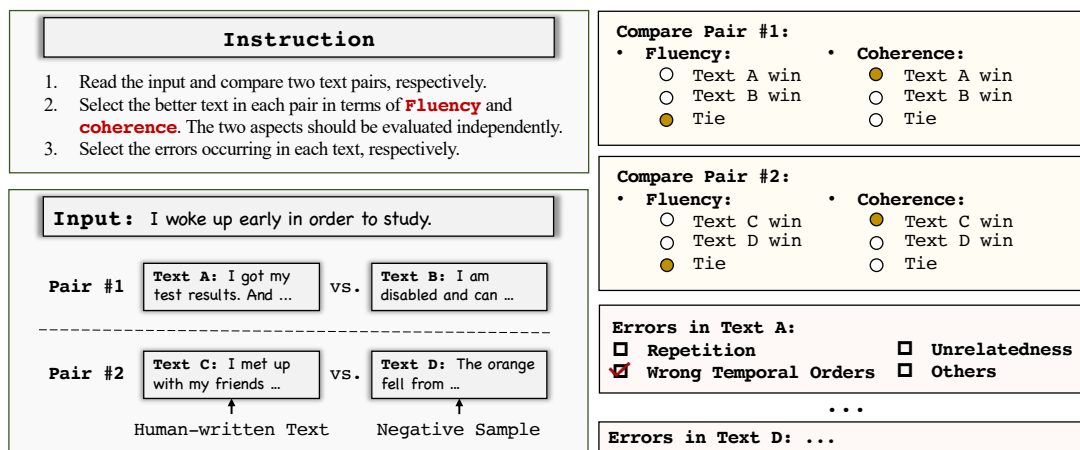 Instruction
1. Read the input and compare two text pairs, respectively.
2. Select the better text in each pair in terms of Fluency and
coherence. The two aspects should be evaluated independently.
3. Select the errors occurring in each text, respectively.
Input: I woke up early in order to study.
Pair #1
Text A: I got my
test results. And ...
vs.
Text B: I am
disabled and can ...
Pair #2
Text C: I met up
with my friends ...
vs.
Text D: The orange
fell from ...
Human-written Text
Negative Sample
Compare Pair #1:
• Fluency:
Text A win
Text B win
Tie
• Coherence:
Text A win
Text B win
Tie
Compare Pair #2:
• Fluency:
Text C win
Text D win
Tie
• Coherence:
Text C win
Text D win
Tie
Errors in Text A:
Repetition
Unrelatedness
Wrong Temporal Orders
Others
...
Errors in Text D: ...